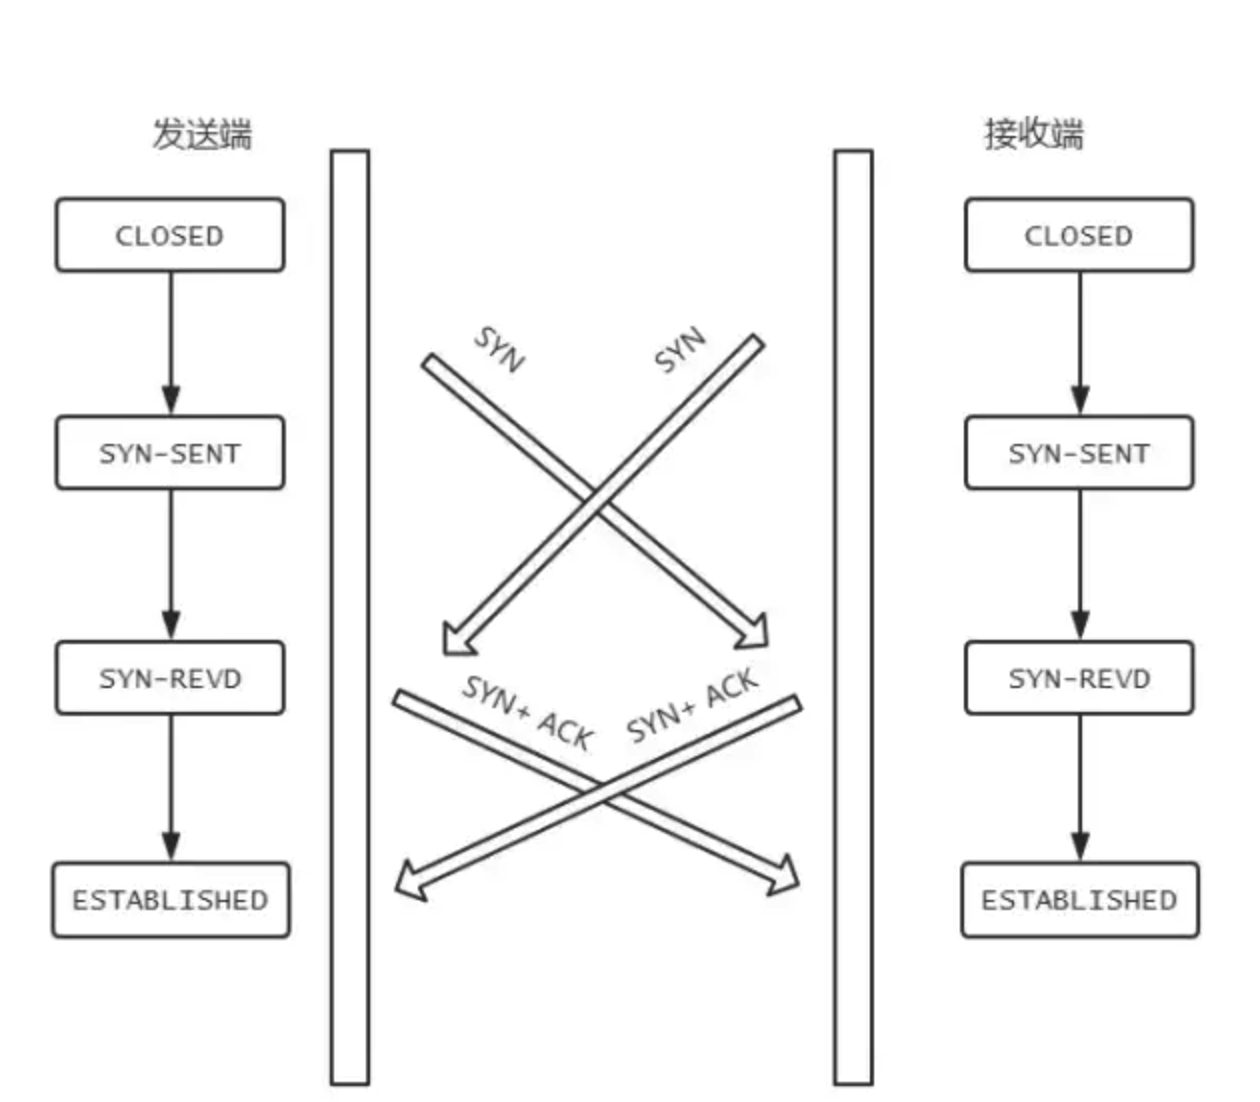 发送端
接收端
CLOSED
CLOSED
SYN
SYN
SYN-SENT
SYN-SENT
SYN-REVD
SYN+ ACK
SYN+ ACK
SYN-REVD
ESTABLISHED
ESTABLISHED